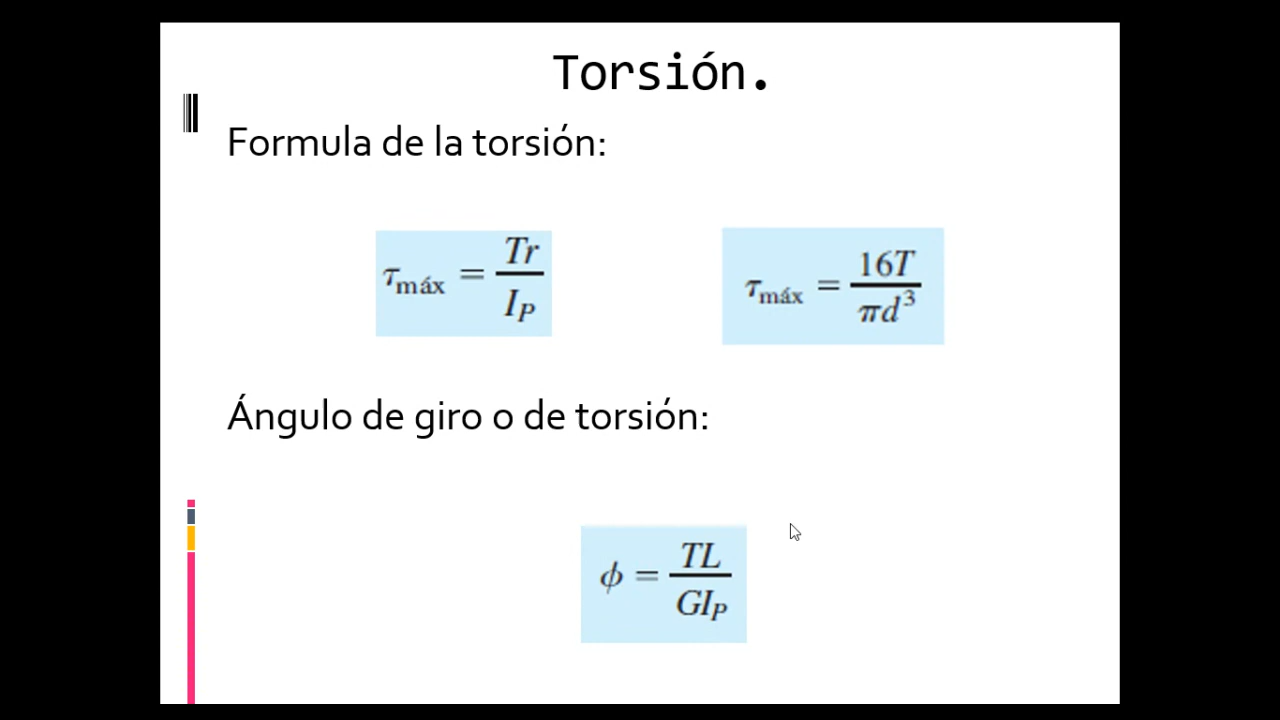 Torsión.
Formula de la torsión:
τmáx = Tr / IP
τmáx = 16T / πd³
Ángulo de giro o de torsión:
ϕ = TL / GIP